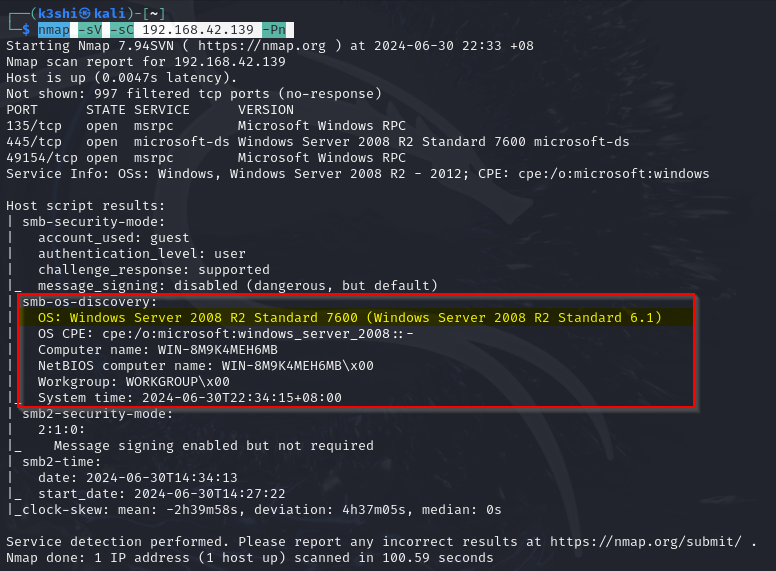 ┌──(k3shi㉿kali)-[~]
└─$ nmap -sV -sC 192.168.42.139 -Pn
Starting Nmap 7.94SVN ( https://nmap.org ) at 2024-06-30 22:33 +08
Nmap scan report for 192.168.42.139
Host is up (0.0047s latency).
Not shown: 997 filtered tcp ports (no-response)
PORT      STATE SERVICE      VERSION
135/tcp   open  msrpc        Microsoft Windows RPC
445/tcp   open  microsoft-ds Windows Server 2008 R2 Standard 7600 microsoft-ds
49154/tcp open  msrpc        Microsoft Windows RPC
Service Info: OSs: Windows, Windows Server 2008 R2 - 2012; CPE: cpe:/o:microsoft:windows

Host script results:
| smb-security-mode:
|   account_used: guest
|   authentication_level: user
|   challenge_response: supported
|_  message_signing: disabled (dangerous, but default)
| smb-os-discovery:
|   OS: Windows Server 2008 R2 Standard 7600 (Windows Server 2008 R2 Standard 6.1)
|   OS CPE: cpe:/o:microsoft:windows_server_2008::-
|   Computer name: WIN-8M9K4MEH6MB
|   NetBIOS computer name: WIN-8M9K4MEH6MB\x00
|   Workgroup: WORKGROUP\x00
|_  System time: 2024-06-30T22:34:15+08:00
| smb2-security-mode:
|   2:1:0:
|_    Message signing enabled but not required
| smb2-time:
|   date: 2024-06-30T14:34:13
|_  start_date: 2024-06-30T14:27:22
|_clock-skew: mean: -2h39m58s, deviation: 4h37m05s, median: 0s

Service detection performed. Please report any incorrect results at https://nmap.org/submit/ .
Nmap done: 1 IP address (1 host up) scanned in 100.59 seconds